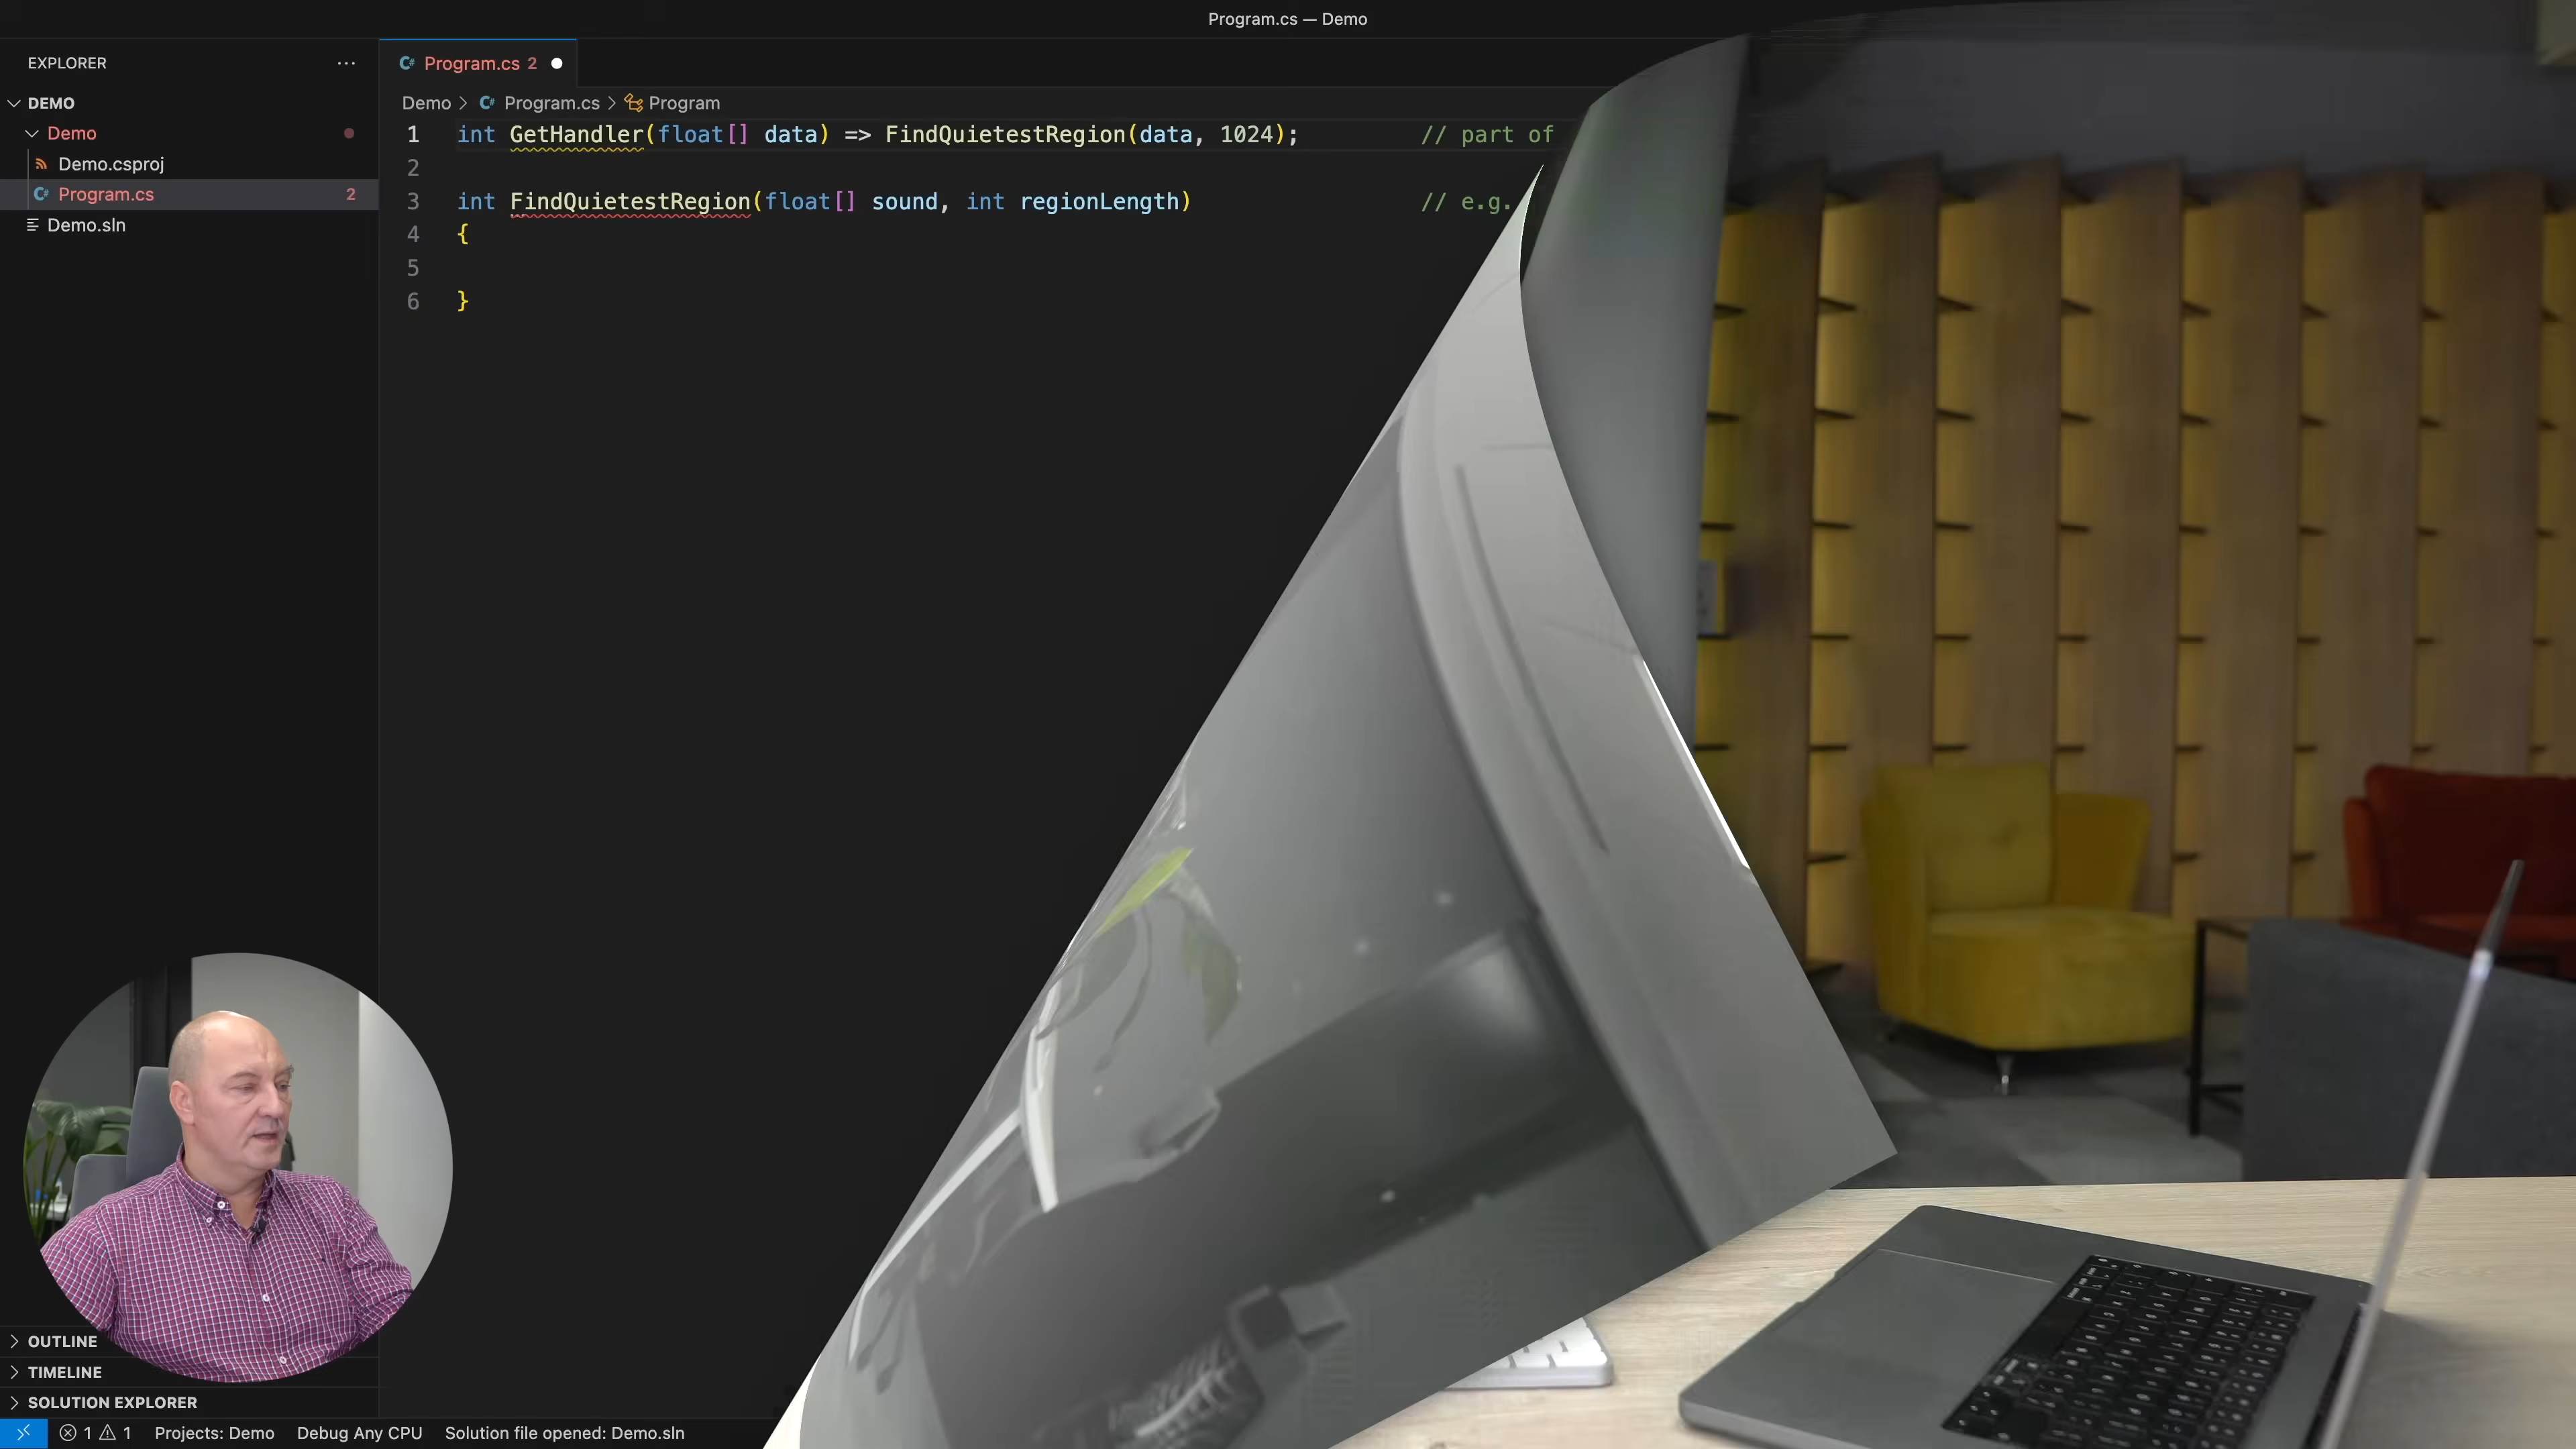 Program.cs — Demo
EXPLORER
DEMO
Demo
Demo.csproj
Program.cs 2
Demo.sln
Program.cs 2
Demo > Program.cs > Program
1 int GetHandler(float[] data) => FindQuietestRegion(data, 1024); // part of
2
3 int FindQuietestRegion(float[] sound, int regionLength) // e.g.
4 {
5
6 }
OUTLINE
TIMELINE
SOLUTION EXPLORER
1 1 Projects: Demo Debug Any CPU Solution file opened: Demo.sln